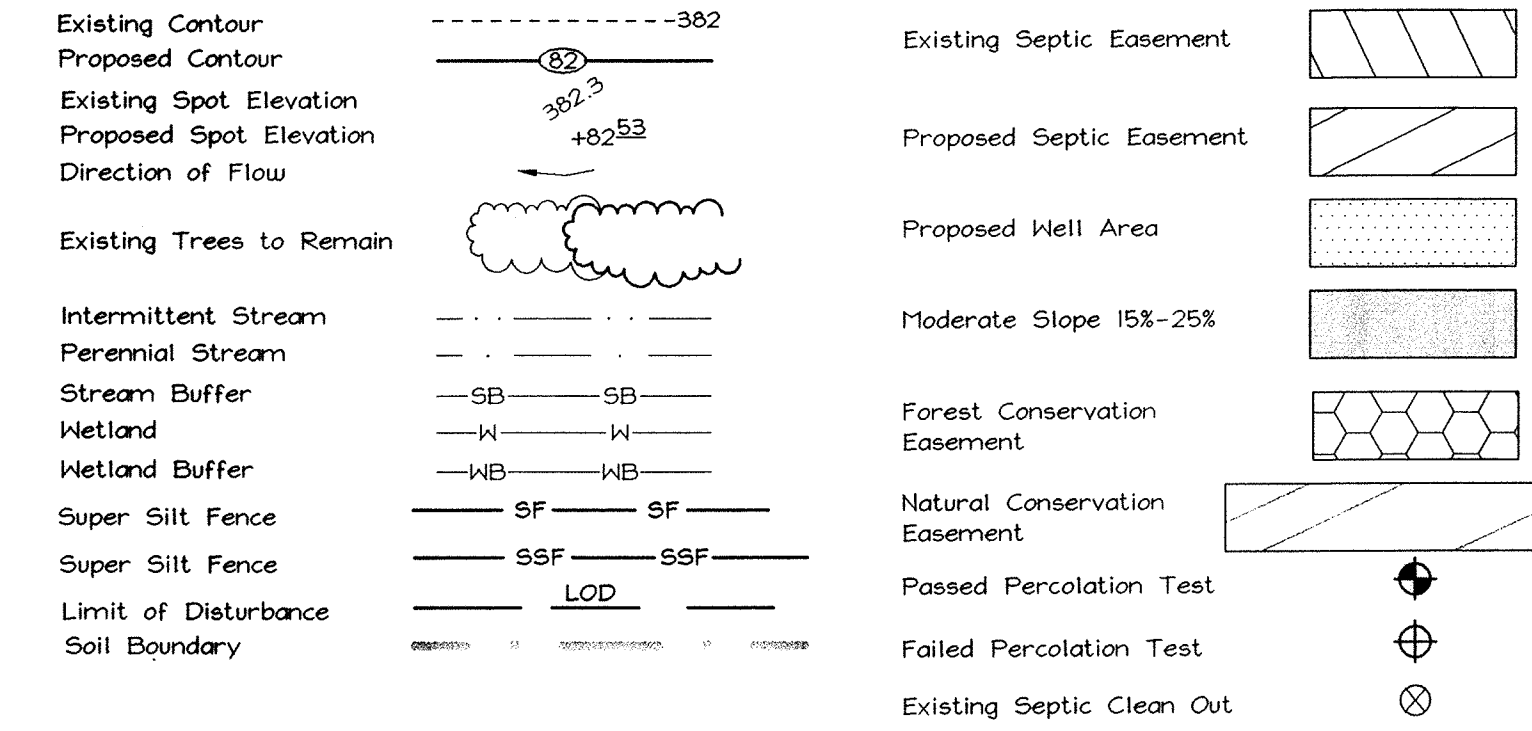 Existing Contour
382
Proposed Contour
82
Existing Spot Elevation
382.3
Proposed Spot Elevation
+82 53
Direction of Flow
Existing Trees to Remain
Intermittent Stream
Perennial Stream
Stream Buffer
SB SB
Wetland
W W
Wetland Buffer
WB WB
Super Silt Fence
SF SF
Super Silt Fence
SSF SSF
Limit of Disturbance
LOD
Soil Boundary
Existing Septic Easement
Proposed Septic Easement
Proposed Well Area
Moderate Slope 15%-25%
Forest Conservation
Easement
Natural Conservation
Easement
Passed Percolation Test
Failed Percolation Test
Existing Septic Clean Out